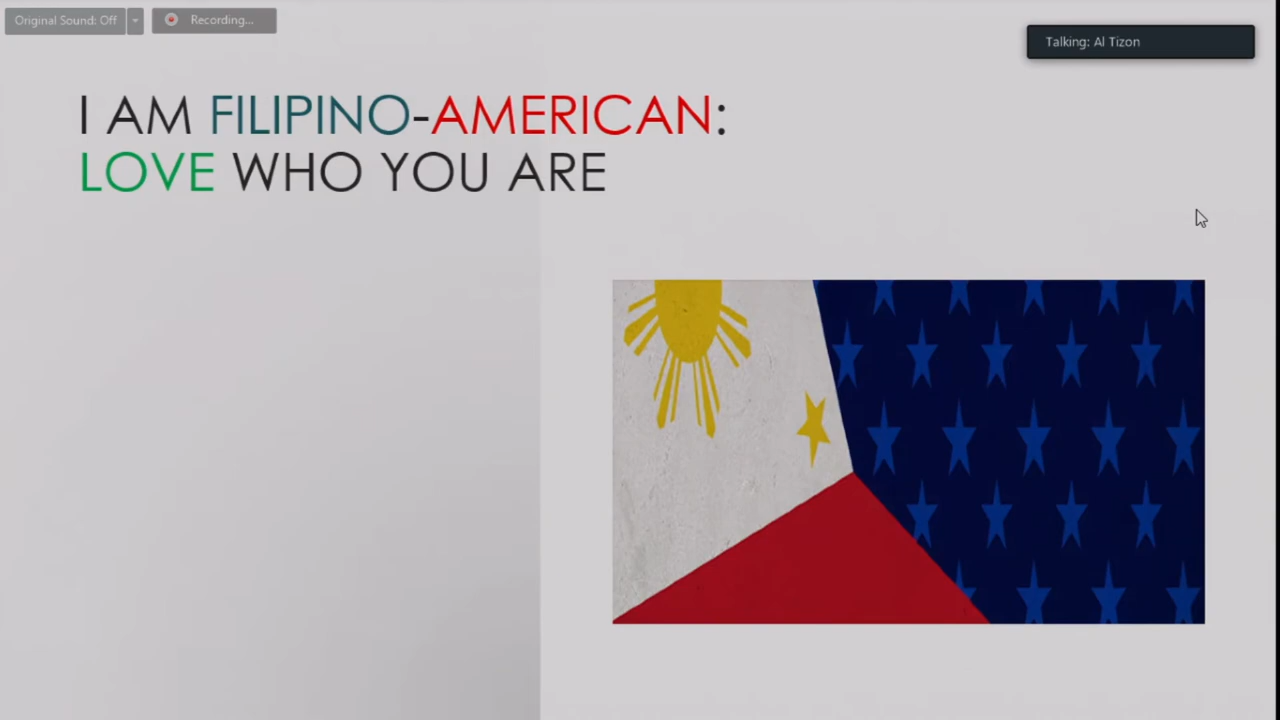 Original Sound: Off
Recording...
Talking: Al Tizon
I AM FILIPINO-AMERICAN:
LOVE WHO YOU ARE